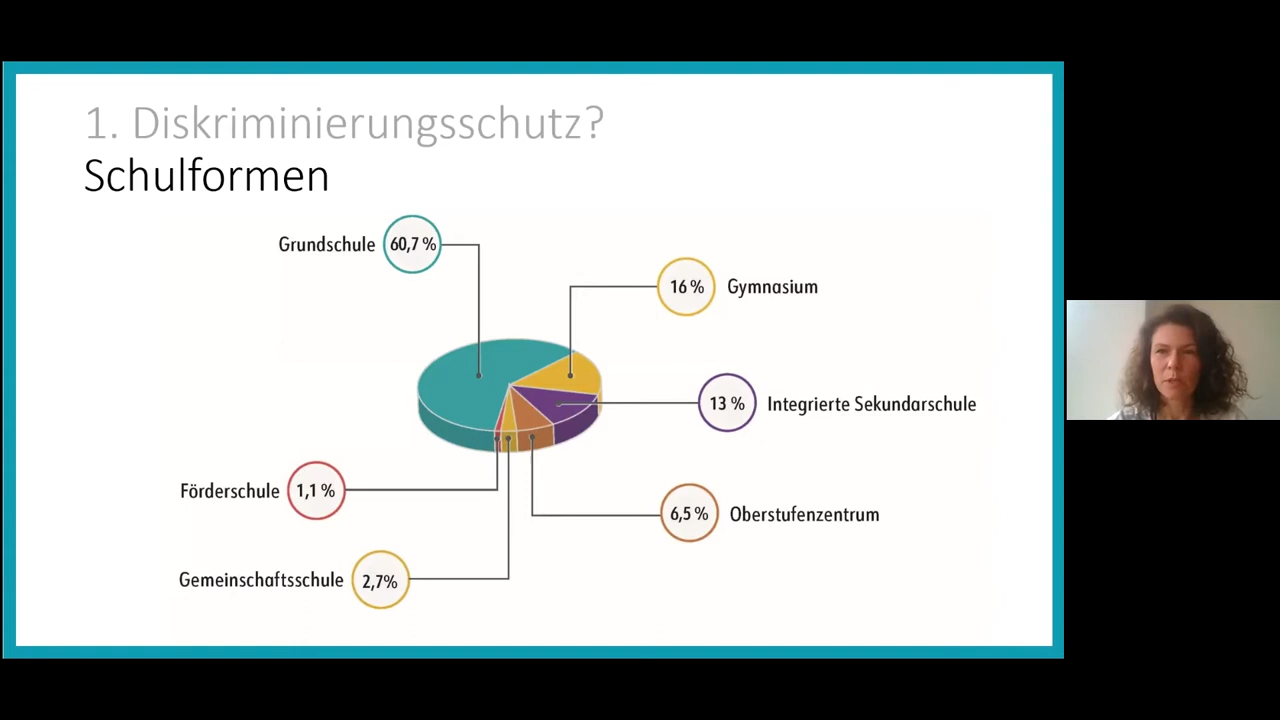 1. Diskriminierungsschutz?
Schulformen
Grundschule 60,7 %
16 % Gymnasium
13 % Integrierte Sekundarschule
Förderschule 1,1 %
6,5 % Oberstufenzentrum
Gemeinschaftsschule 2,7%